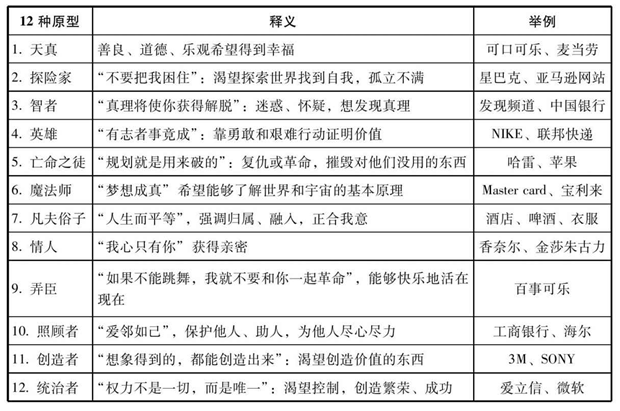 12 种原型 释义 举例
1. 天真 善良、道德、乐观希望得到幸福 可口可乐、麦当劳
2. 探险家 “不要把我困住”：渴望探索世界找到自我，孤立不满 星巴克、亚马逊网站
3. 智者 “真理将使你获得解脱”：迷惑、怀疑，想发现真理 发现频道、中国银行
4. 英雄 “有志者事竟成”：靠勇敢和艰难行动证明价值 NIKE、联邦快递
5. 亡命之徒 “规划就是用来破的”：复仇或革命，摧毁对他们没用的东西 哈雷、苹果
6. 魔法师 “梦想成真” 希望能够了解世界和宇宙的基本原理 Master card、宝利来
7. 凡夫俗子 “人生而平等”，强调归属、融入，正合我意 酒店、啤酒、衣服
8. 情人 “我心只有你” 获得亲密 香奈尔、金莎朱古力
9. 弄臣 “如果不能跳舞，我就不要和你一起革命”，能够快乐地活在
现在 百事可乐
10. 照顾者 “爱邻如己”，保护他人、助人，为他人尽心尽力 工商银行、海尔
11. 创造者 “想象得到的，都能创造出来”：渴望创造价值的东西 3M、SONY
12. 统治者 “权力不是一切，而是唯一”：渴望控制，创造繁荣、成功 爱立信、微软